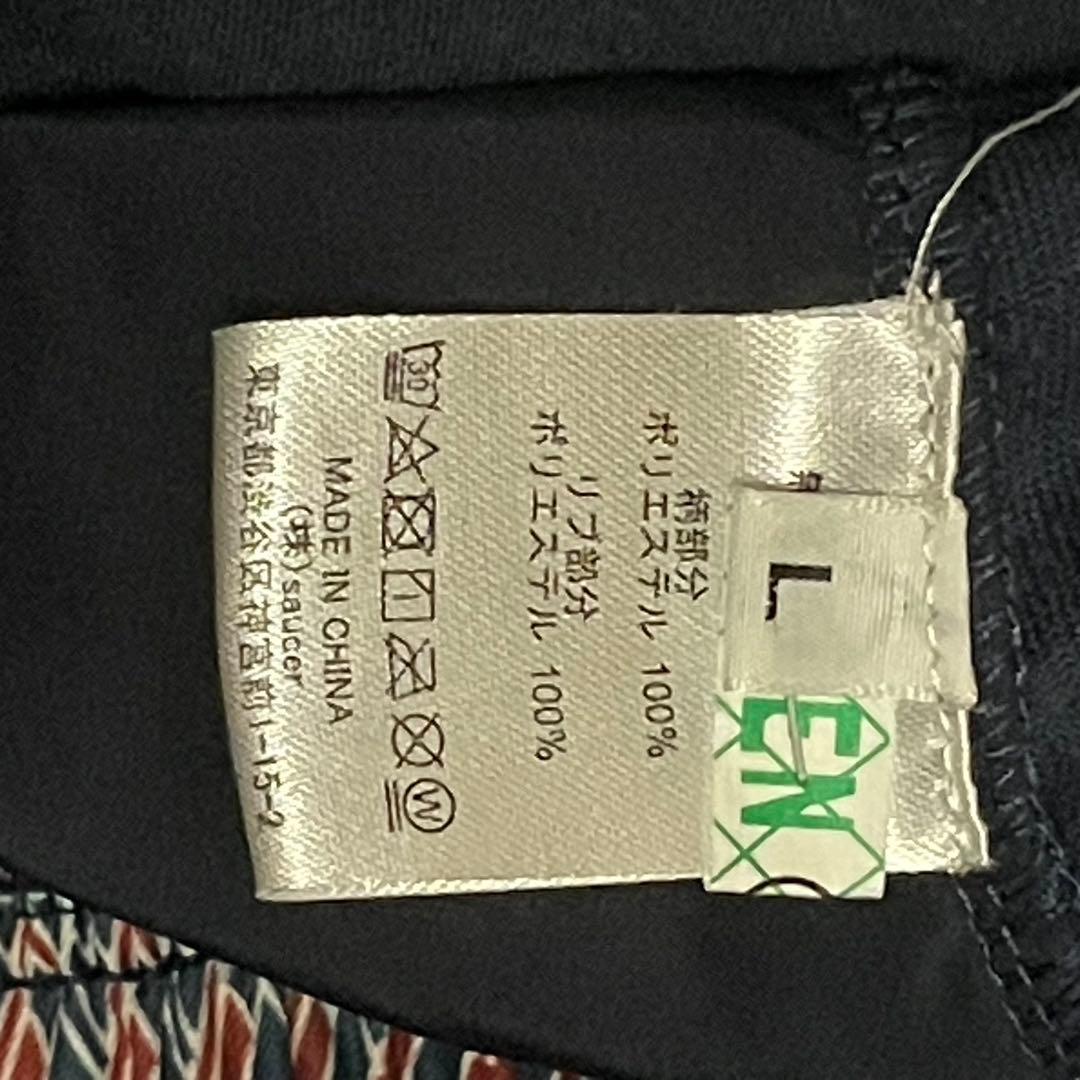 L
EN
柄部分
ポリエステル 100%
リブ部分
ポリエステル 100%
30
W
MADE IN CHINA
(株)saucer
東京都渋谷区神宮前1-15-2